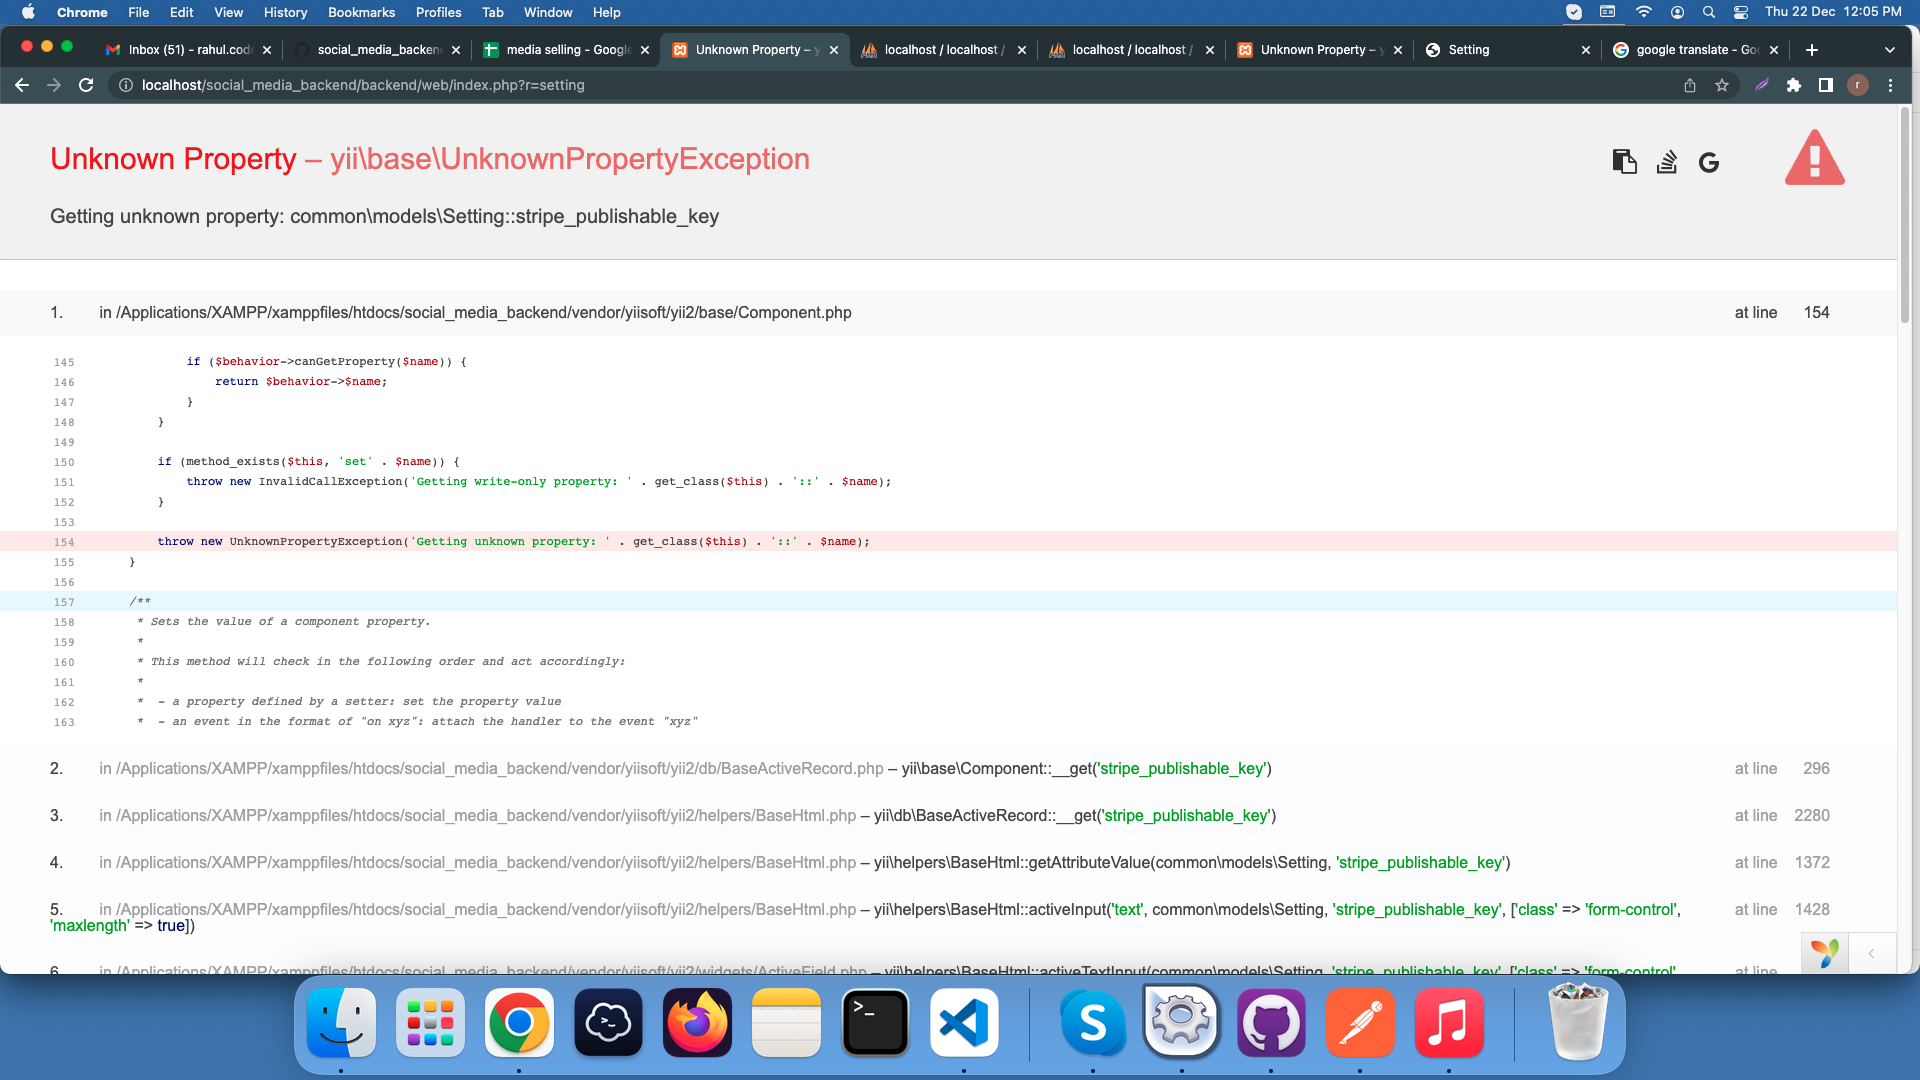 Chrome File Edit View History Bookmarks Profiles Tab Window Help Thu 22 Dec 12:05 PM
Inbox (51) - rahul.code social_media_backen media selling - Google Unknown Property – y localhost / localhost / localhost / localhost / Unknown Property – y Setting google translate - Goo
localhost/social_media_backend/backend/web/index.php?r=setting r
Unknown Property – yii\base\UnknownPropertyException
Getting unknown property: common\models\Setting::stripe_publishable_key
1. in /Applications/XAMPP/xamppfiles/htdocs/social_media_backend/vendor/yiisoft/yii2/base/Component.php at line 154
145 if ($behavior->canGetProperty($name)) {
146 return $behavior->$name;
147 }
148 }
149
150 if (method_exists($this, 'set' . $name)) {
151 throw new InvalidCallException('Getting write-only property: ' . get_class($this) . '::' . $name);
152 }
153
154 throw new UnknownPropertyException('Getting unknown property: ' . get_class($this) . '::' . $name);
155 }
156
157 /**
158 * Sets the value of a component property.
159 *
160 * This method will check in the following order and act accordingly:
161 *
162 * - a property defined by a setter: set the property value
163 * - an event in the format of "on xyz": attach the handler to the event "xyz"
2. in /Applications/XAMPP/xamppfiles/htdocs/social_media_backend/vendor/yiisoft/yii2/db/BaseActiveRecord.php – yii\base\Component::__get('stripe_publishable_key') at line 296
3. in /Applications/XAMPP/xamppfiles/htdocs/social_media_backend/vendor/yiisoft/yii2/helpers/BaseHtml.php – yii\db\BaseActiveRecord::__get('stripe_publishable_key') at line 2280
4. in /Applications/XAMPP/xamppfiles/htdocs/social_media_backend/vendor/yiisoft/yii2/helpers/BaseHtml.php – yii\helpers\BaseHtml::getAttributeValue(common\models\Setting, 'stripe_publishable_key') at line 1372
5. in /Applications/XAMPP/xamppfiles/htdocs/social_media_backend/vendor/yiisoft/yii2/helpers/BaseHtml.php – yii\helpers\BaseHtml::activeInput('text', common\models\Setting, 'stripe_publishable_key', ['class' => 'form-control', at line 1428
'maxlength' => true])
6. in /Applications/XAMPP/xamppfiles/htdocs/social_media_backend/vendor/yiisoft/yii2/widgets/ActiveField.php – yii\helpers\BaseHtml::activeTextInput(common\models\Setting, 'stripe_publishable_key', ['class' => 'form-control', at line